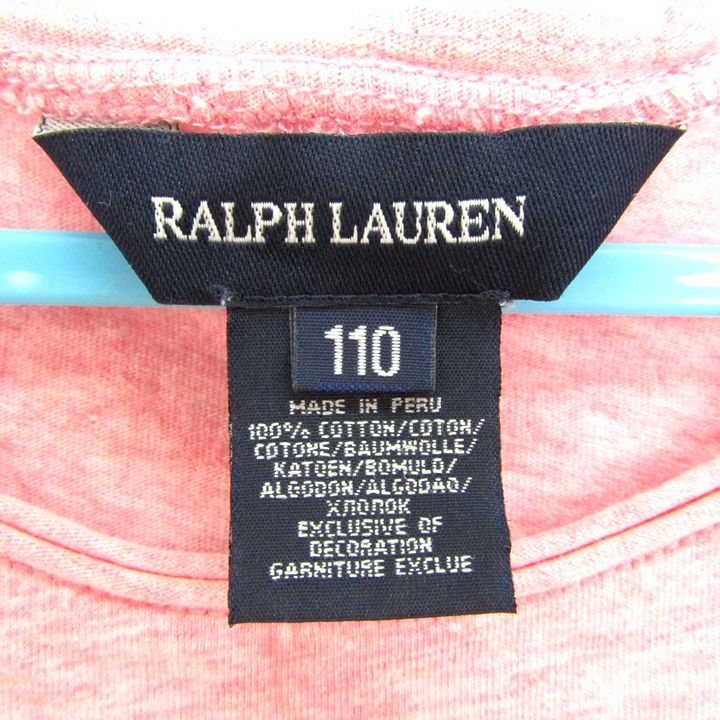 RALPH LAUREN
110
MADE IN PERU
100% COTTON/COTON/
COTONE/BAUMWOLLE/
KATOEN/BOMULD/
ALGODON/ALGODAO/
ХЛОПОК
EXCLUSIVE OF
DECORATION
GARNITURE EXCLUE